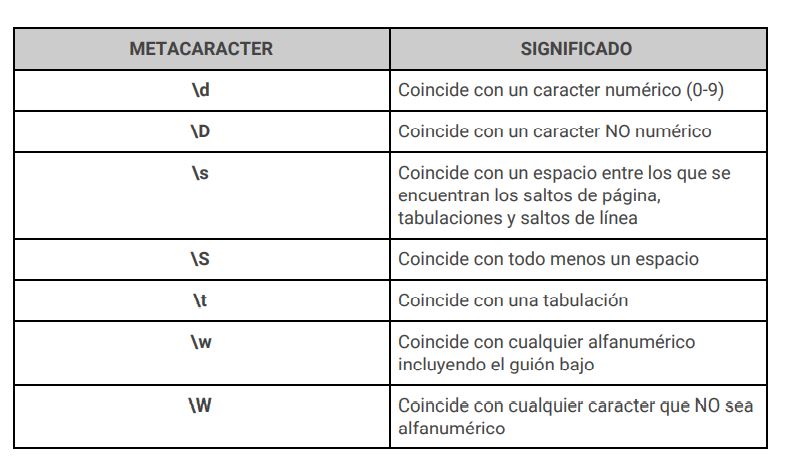 METACARACTER SIGNIFICADO
\d Coincide con un caracter numérico (0-9)
\D Coincide con un caracter NO numérico
\s Coincide con un espacio entre los que se
encuentran los saltos de página,
tabulaciones y saltos de línea
\S Coincide con todo menos un espacio
\t Coincide con una tabulación
\w Coincide con cualquier alfanumérico
incluyendo el guión bajo
\W Coincide con cualquier caracter que NO sea
alfanumérico